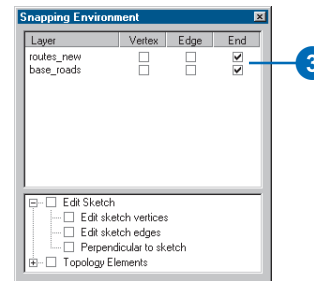 Snapping Environment
Layer Vertex Edge End
routes_new
base_roads
3
Edit Sketch
Edit sketch vertices
Edit sketch edges
Perpendicular to sketch
Topology Elements